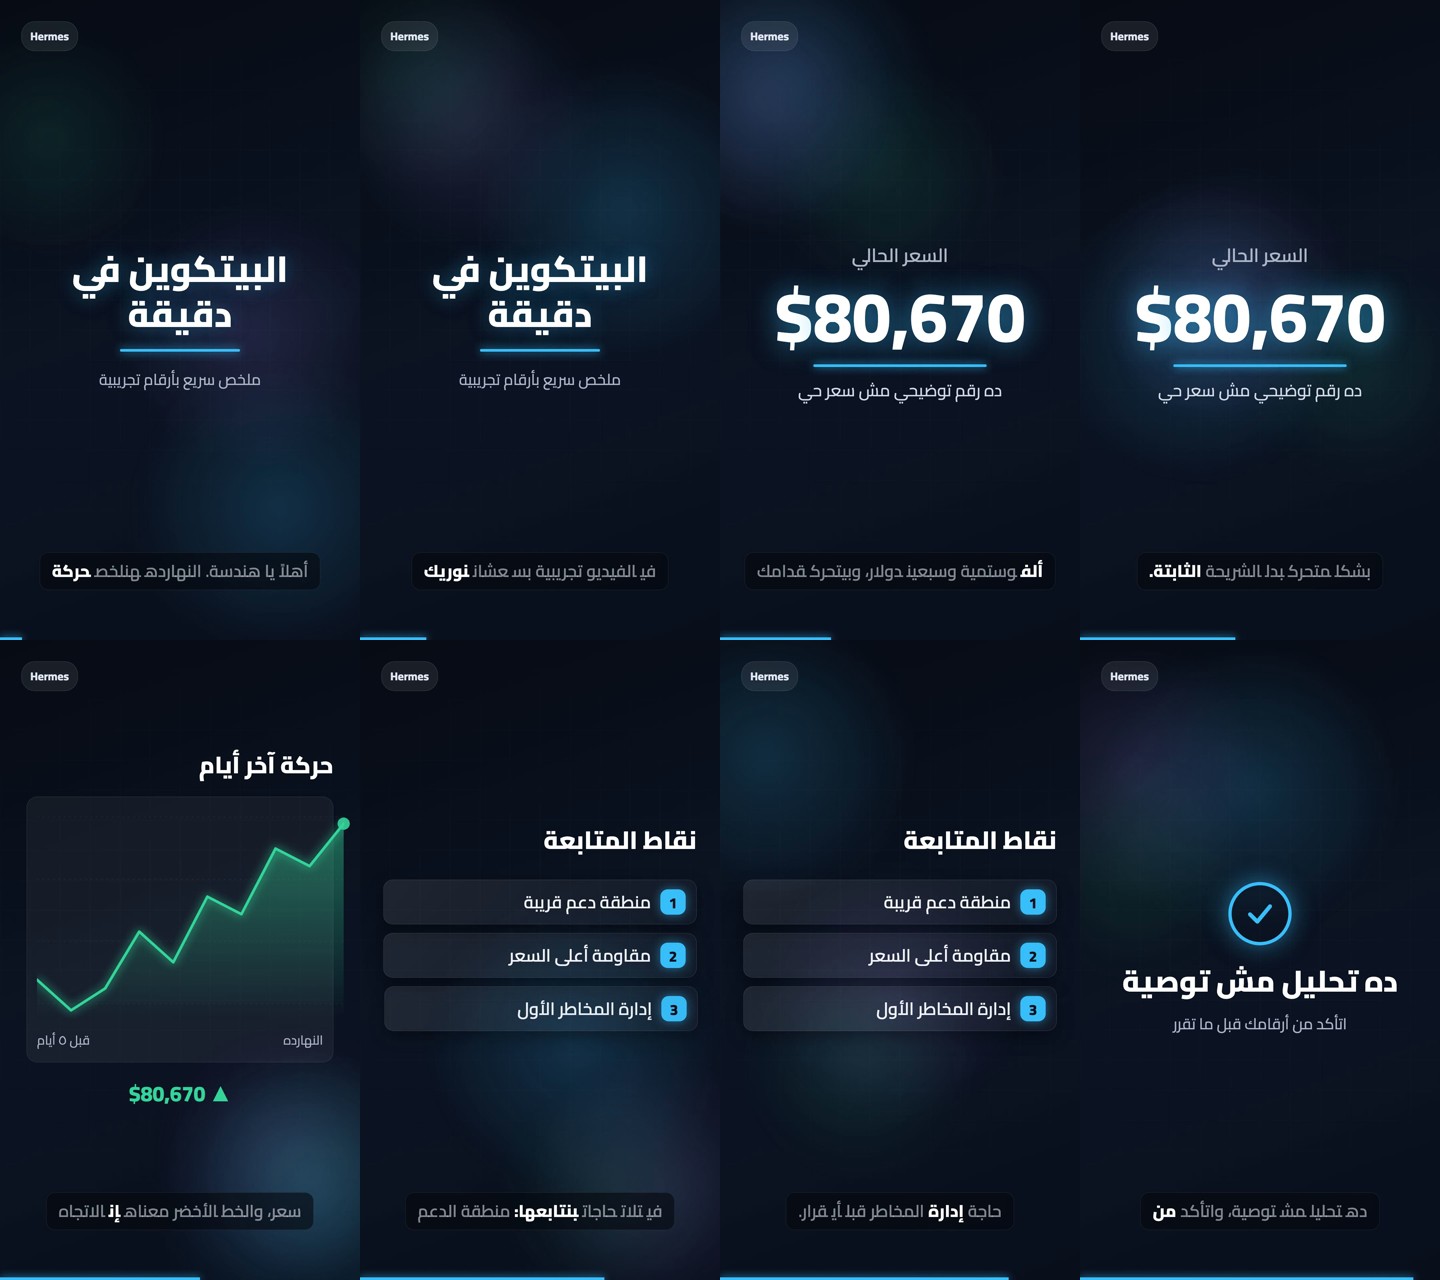 Hermes
البيتكوين في
دقيقة
ملخص سريع بأرقام تجريبية
أهلاً يا هندسة. النهارده هنلخص حركة
Hermes
البيتكوين في
دقيقة
ملخص سريع بأرقام تجريبية
في الفيديو تجريبية بس عشان نوريك
Hermes
السعر الحالي
$80,670
ده رقم توضيحي مش سعر حي
ألف وستمية وسبعين دولار، وبيتحرك قدامك
Hermes
السعر الحالي
$80,670
ده رقم توضيحي مش سعر حي
بشكل متحرك بدل الشريحة الثابتة.
Hermes
حركة آخر أيام
النهارده
قبل ٥ أيام
$80,670 ▲
سعر، والخط الأخضر معناه إن الاتجاه
Hermes
نقاط المتابعة
1 منطقة دعم قريبة
2 مقاومة أعلى السعر
3 إدارة المخاطر الأول
في تلات حاجات بنتابعها: منطقة الدعم
Hermes
نقاط المتابعة
1 منطقة دعم قريبة
2 مقاومة أعلى السعر
3 إدارة المخاطر الأول
حاجة إدارة المخاطر قبل أي قرار.
Hermes
ده تحليل مش توصية
اتأكد من أرقامك قبل ما تقرر
ده تحليل مش توصية، واتأكد من